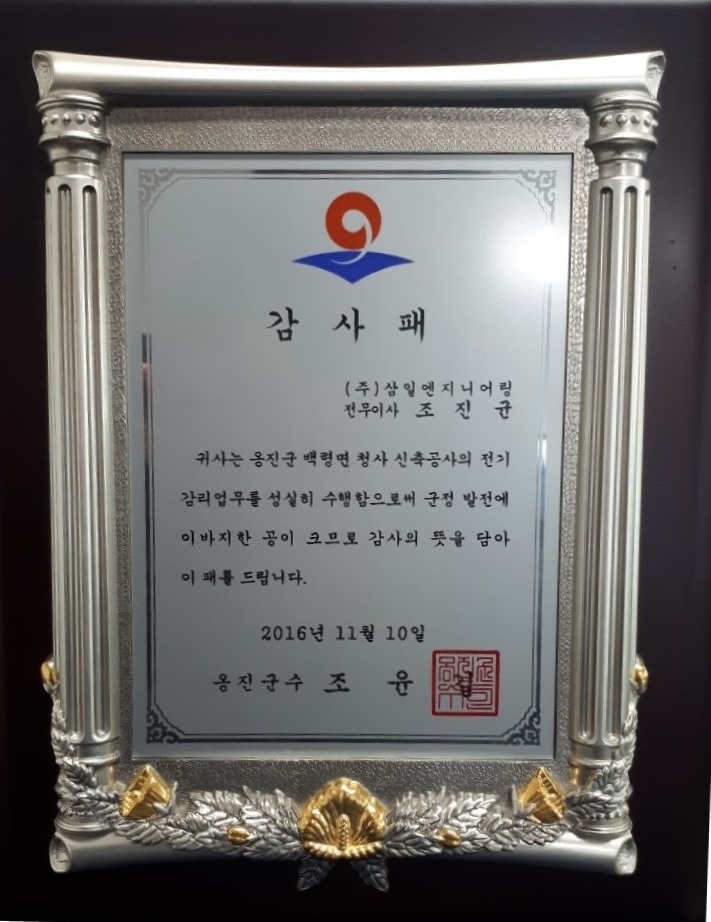 감 사 패
(주)삼일엔지니어링
전무이사 조 진 균
귀사는 옹진군 백령면 청사 신축공사의 전기
감리업무를 성실히 수행함으로써 군정 발전에
이바지한 공이 크므로 감사의 뜻을 담아
이 패를 드립니다.
2016년 11월 10일
옹진군수 조 윤 길